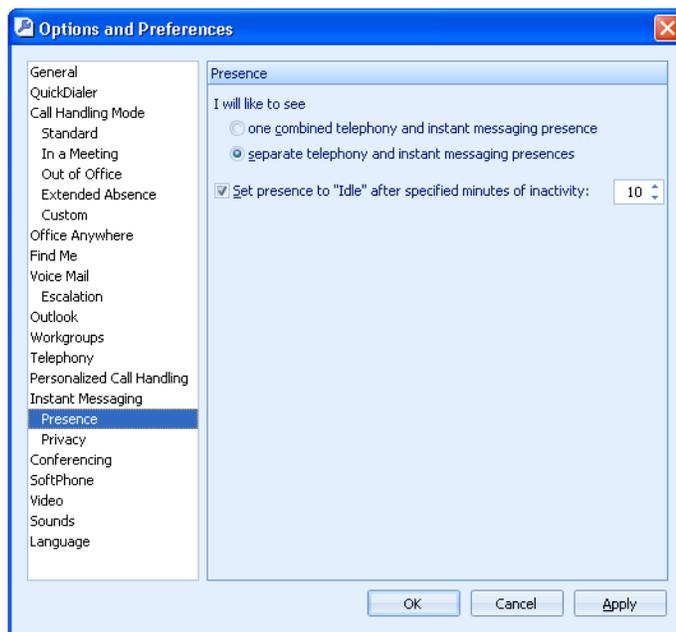 Options and Preferences
General
QuickDialer
Call Handling Mode
Standard
In a Meeting
Out of Office
Extended Absence
Custom
Office Anywhere
Find Me
Voice Mail
Escalation
Outlook
Workgroups
Telephony
Personalized Call Handling
Instant Messaging
Presence
Privacy
Conferencing
SoftPhone
Video
Sounds
Language
Presence
I will like to see
one combined telephony and instant messaging presence
separate telephony and instant messaging presences
Set presence to "Idle" after specified minutes of inactivity: 10
OK Cancel Apply